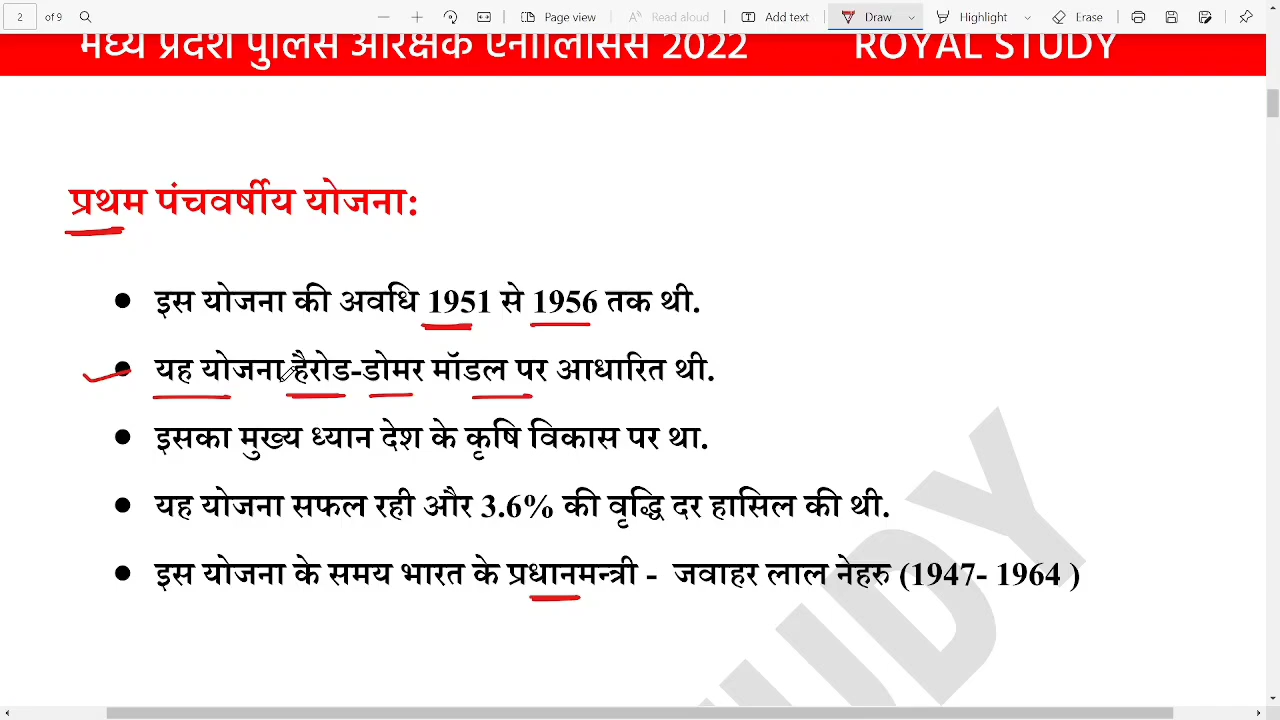 2 of 9 Page view Read aloud Add text Draw Highlight Erase
मध्य प्रदेश पुलिस आरक्षक एनालिसिस 2022 ROYAL STUDY
प्रथम पंचवर्षीय योजना:
• इस योजना की अवधि 1951 से 1956 तक थी.
• यह योजना हैरोड-डोमर मॉडल पर आधारित थी.
• इसका मुख्य ध्यान देश के कृषि विकास पर था.
• यह योजना सफल रही और 3.6% की वृद्धि दर हासिल की थी.
• इस योजना के समय भारत के प्रधानमन्त्री - जवाहर लाल नेहरु (1947- 1964 )
STUDY